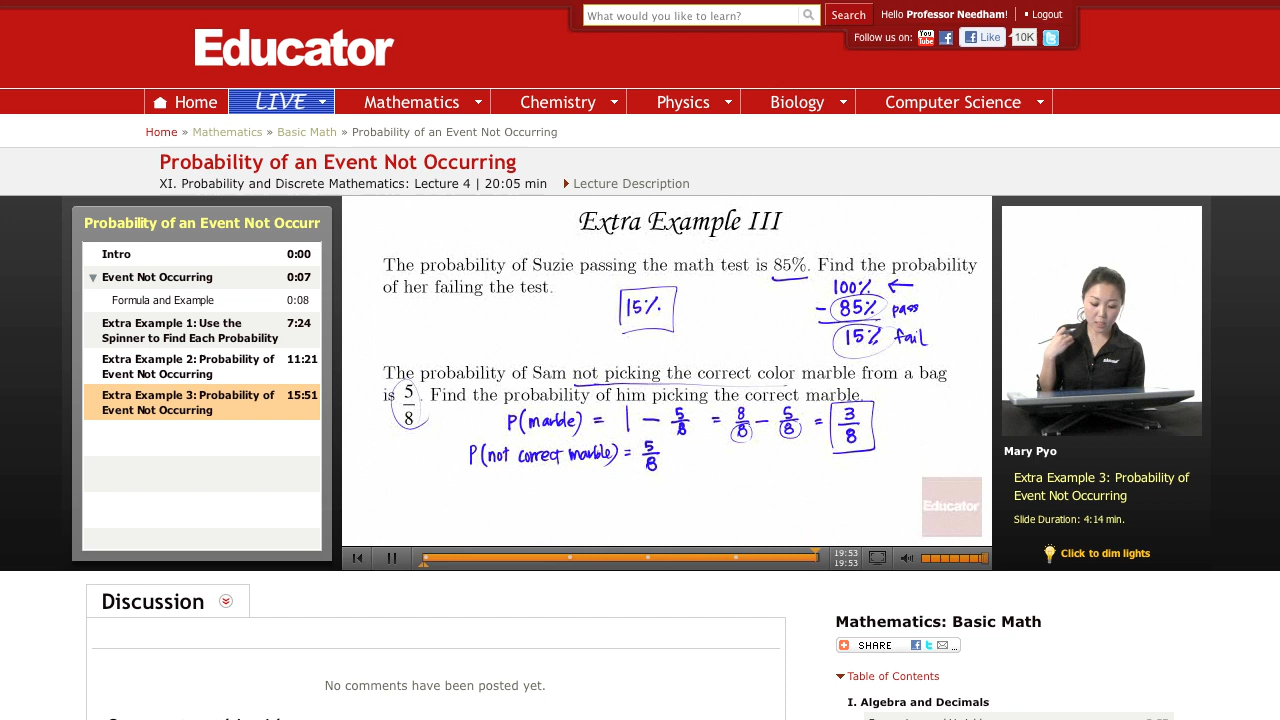 What would you like to learn?
Search
Hello Professor Needham!
Logout
Educator
Follow us on:
You Tube
Like
10K
Home
LIVE
Mathematics
Chemistry
Physics
Biology
Computer Science
Home » Mathematics » Basic Math » Probability of an Event Not Occurring
Probability of an Event Not Occurring
XI. Probability and Discrete Mathematics: Lecture 4 | 20:05 min
Lecture Description
Probability of an Event Not Occurr
Intro 0:00
Event Not Occurring 0:07
Formula and Example 0:08
Extra Example 1: Use the 7:24
Spinner to Find Each Probability
Extra Example 2: Probability of 11:21
Event Not Occurring
Extra Example 3: Probability of 15:51
Event Not Occurring
Extra Example III
The probability of Suzie passing the math test is 85%. Find the probability
of her failing the test.
15%
100% ←
− 85% pass
15% fail
The probability of Sam not picking the correct color marble from a bag
is 5/8. Find the probability of him picking the correct marble.
P(marble) = 1 − 5/8 = 8/8 − 5/8 = 3/8
P(not correct marble) = 5/8
Educator
19:53
19:53
Mary Pyo
Extra Example 3: Probability of
Event Not Occurring
Slide Duration: 4:14 min.
Click to dim lights
Discussion
No comments have been posted yet.
Mathematics: Basic Math
SHARE
...
Table of Contents
I. Algebra and Decimals